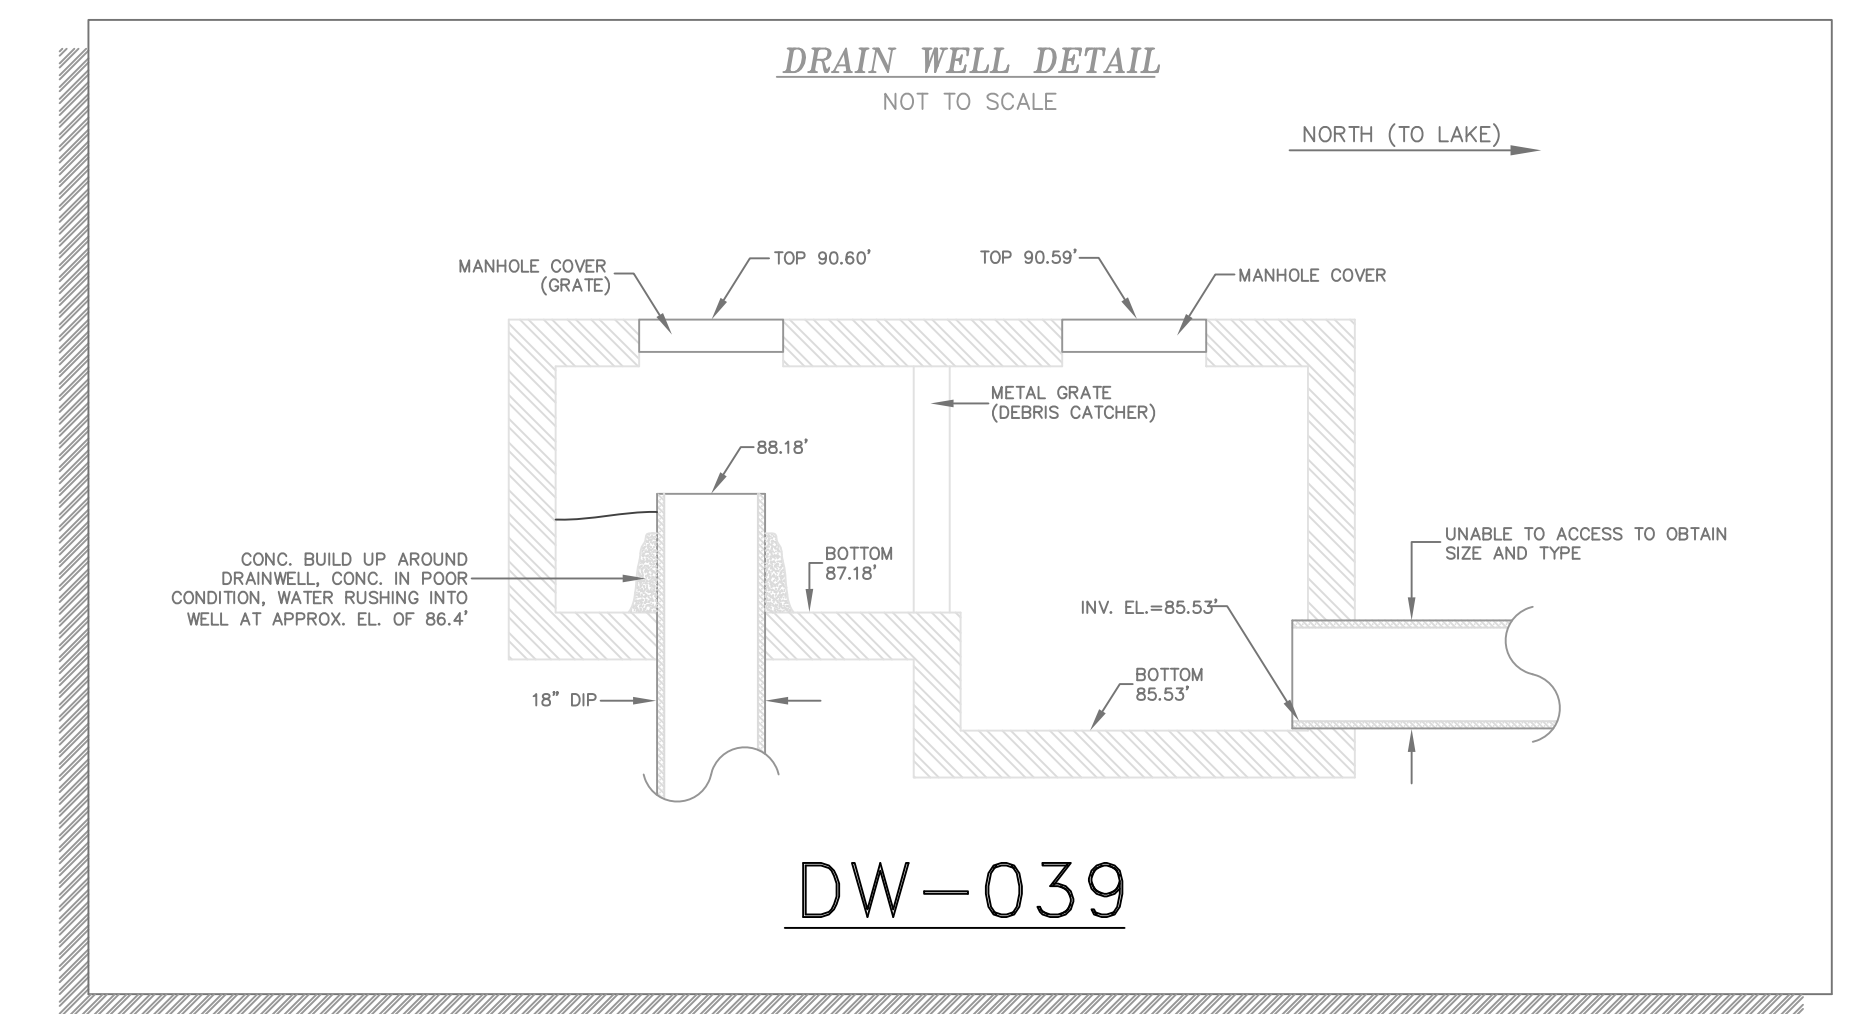 DRAIN WELL DETAIL
NOT TO SCALE
NORTH (TO LAKE)
MANHOLE COVER
(GRATE)
TOP 90.60'
TOP 90.59'
MANHOLE COVER
METAL GRATE
(DEBRIS CATCHER)
88.18'
CONC. BUILD UP AROUND
DRAINWELL, CONC. IN POOR
CONDITION, WATER RUSHING INTO
WELL AT APPROX. EL. OF 86.4'
BOTTOM
87.18'
UNABLE TO ACCESS TO OBTAIN
SIZE AND TYPE
INV. EL.=85.53'
BOTTOM
85.53'
18" DIP
DW-039